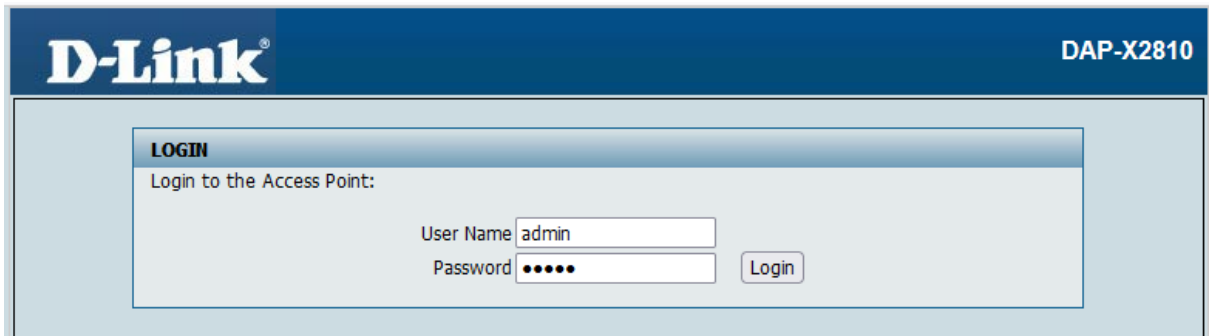 D-Link®
DAP-X2810
LOGIN
Login to the Access Point:
User Name admin
Password •••••
Login